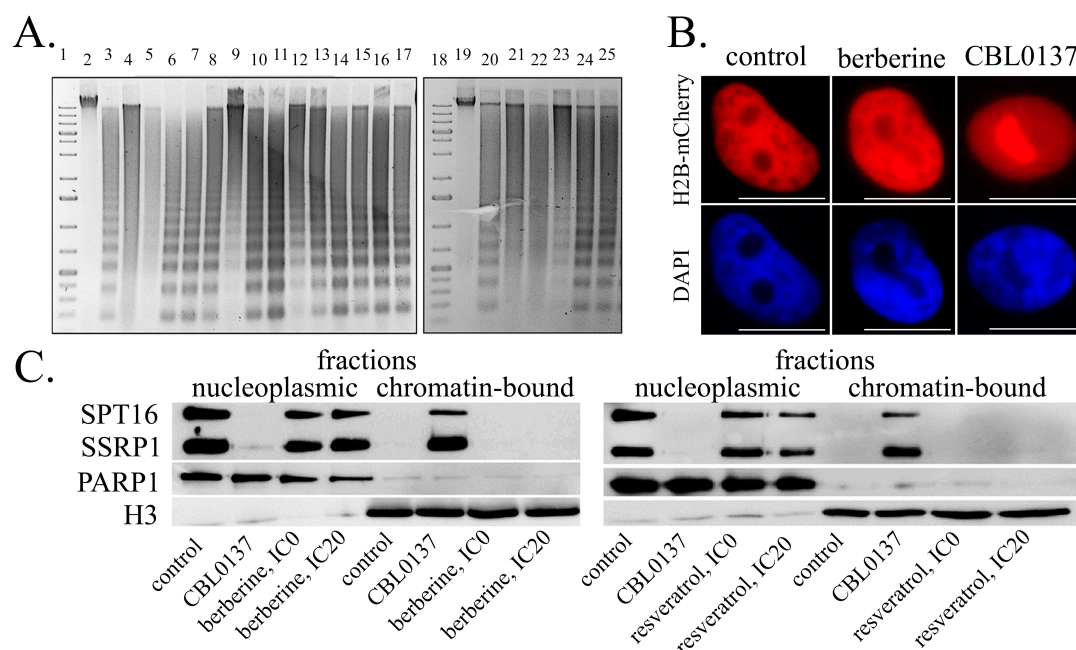 A.
1 2 3 4 5 6 7 8 9 10 11 12 13 14 15 16 17
18 19 20 21 22 23 24 25
B.
control berberine CBL0137
H2B-mCherry
DAPI
C.
fractions
nucleoplasmic chromatin-bound
fractions
nucleoplasmic chromatin-bound
SPT16
SSRP1
PARP1
H3
control
CBL0137
berberine, IC0
berberine, IC20
control
CBL0137
berberine, IC0
berberine, IC20
control
CBL0137
resveratrol, IC0
resveratrol, IC20
control
CBL0137
resveratrol, IC0
resveratrol, IC20